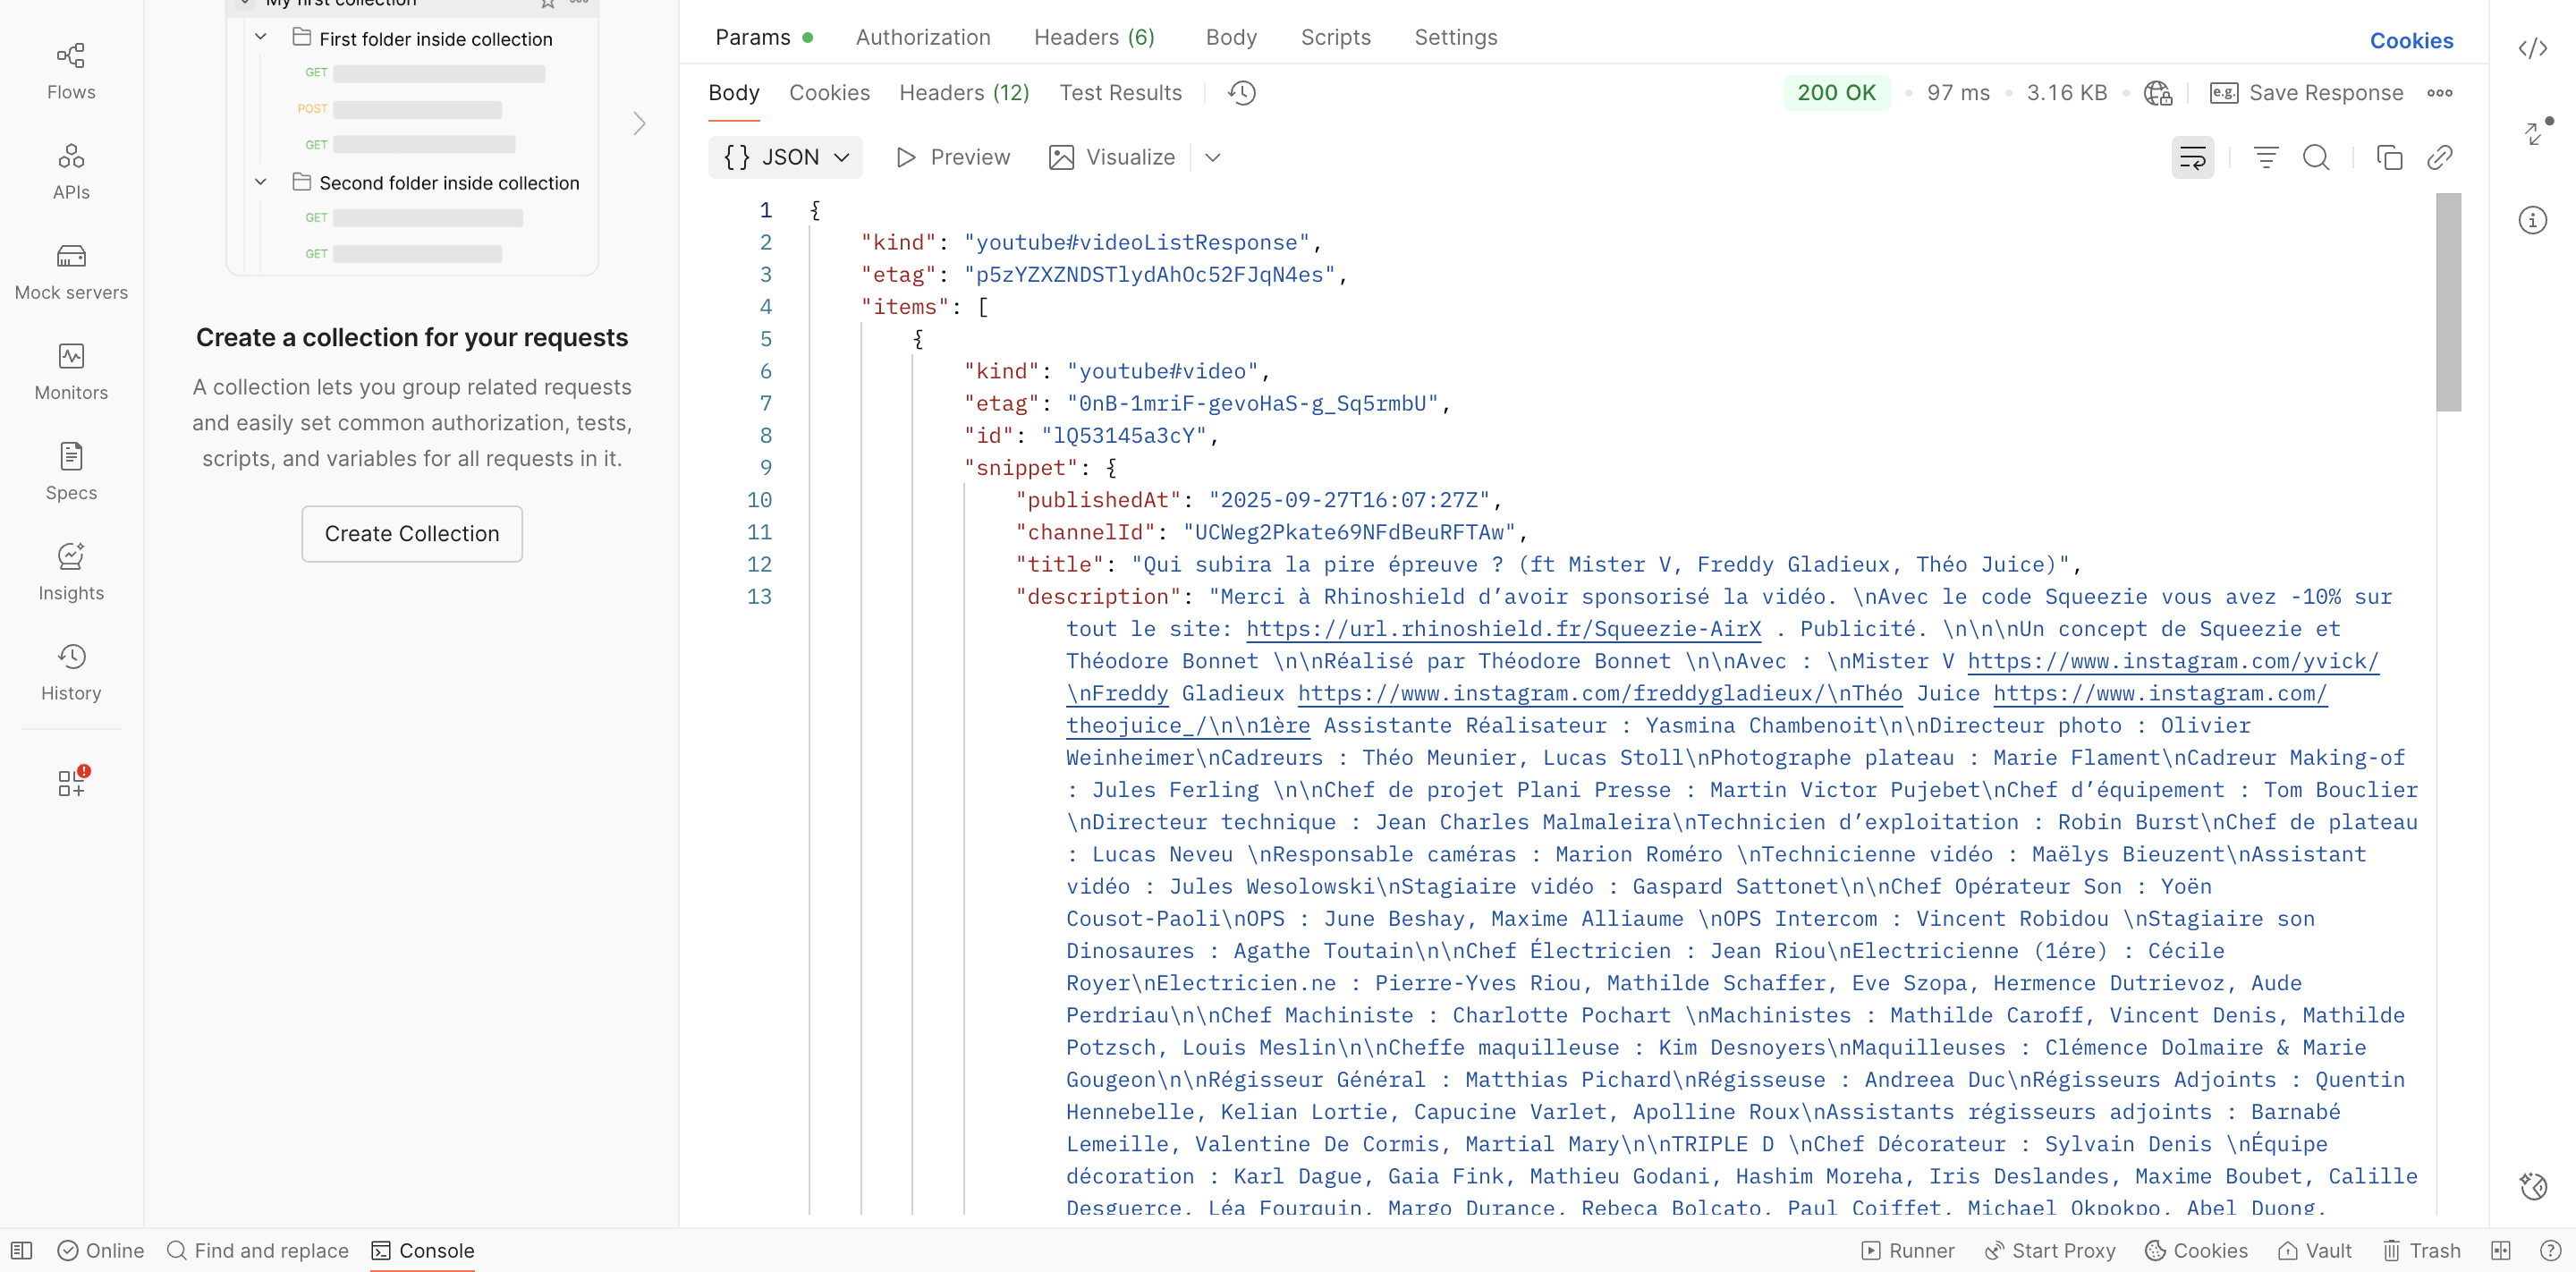 My first collection
First folder inside collection
GET
POST
GET
Second folder inside collection
GET
GET
Flows
APIs
Mock servers
Monitors
Specs
Insights
History
Create a collection for your requests
A collection lets you group related requests
and easily set common authorization, tests,
scripts, and variables for all requests in it.
Create Collection
Params Authorization Headers (6) Body Scripts Settings Cookies
Body Cookies Headers (12) Test Results 200 OK 97 ms 3.16 KB e.g. Save Response
{} JSON Preview Visualize
1 {
2 "kind": "youtube#videoListResponse",
3 "etag": "p5zYZXZNDSTlydAhOc52FJqN4es",
4 "items": [
5 {
6 "kind": "youtube#video",
7 "etag": "0nB-1mriF-gevoHaS-g_Sq5rmbU",
8 "id": "lQ53145a3cY",
9 "snippet": {
10 "publishedAt": "2025-09-27T16:07:27Z",
11 "channelId": "UCWeg2Pkate69NFdBeuRFTAw",
12 "title": "Qui subira la pire épreuve ? (ft Mister V, Freddy Gladieux, Théo Juice)",
13 "description": "Merci à Rhinoshield d’avoir sponsorisé la vidéo. \nAvec le code Squeezie vous avez -10% sur
tout le site: https://url.rhinoshield.fr/Squeezie-AirX . Publicité. \n\n\nUn concept de Squeezie et
Théodore Bonnet \n\nRéalisé par Théodore Bonnet \n\nAvec : \nMister V https://www.instagram.com/yvick/
\nFreddy Gladieux https://www.instagram.com/freddygladieux/\nThéo Juice https://www.instagram.com/
theojuice_/\n\n1ère Assistante Réalisateur : Yasmina Chambenoit\n\nDirecteur photo : Olivier
Weinheimer\nCadreurs : Théo Meunier, Lucas Stoll\nPhotographe plateau : Marie Flament\nCadreur Making-of
: Jules Ferling \n\nChef de projet Plani Presse : Martin Victor Pujebet\nChef d’équipement : Tom Bouclier
\nDirecteur technique : Jean Charles Malmaleira\nTechnicien d’exploitation : Robin Burst\nChef de plateau
: Lucas Neveu \nResponsable caméras : Marion Roméro \nTechnicienne vidéo : Maëlys Bieuzent\nAssistant
vidéo : Jules Wesolowski\nStagiaire vidéo : Gaspard Sattonet\n\nChef Opérateur Son : Yoën
Cousot-Paoli\nOPS : June Beshay, Maxime Alliaume \nOPS Intercom : Vincent Robidou \nStagiaire son
Dinosaures : Agathe Toutain\n\nChef Électricien : Jean Riou\nElectricienne (1ére) : Cécile
Royer\nElectricien.ne : Pierre-Yves Riou, Mathilde Schaffer, Eve Szopa, Hermence Dutrievoz, Aude
Perdriau\n\nChef Machiniste : Charlotte Pochart \nMachinistes : Mathilde Caroff, Vincent Denis, Mathilde
Potzsch, Louis Meslin\n\nCheffe maquilleuse : Kim Desnoyers\nMaquilleuses : Clémence Dolmaire & Marie
Gougeon\n\nRégisseur Général : Matthias Pichard\nRégisseuse : Andreea Duc\nRégisseurs Adjoints : Quentin
Hennebelle, Kelian Lortie, Capucine Varlet, Apolline Roux\nAssistants régisseurs adjoints : Barnabé
Lemeille, Valentine De Cormis, Martial Mary\n\nTRIPLE D \nChef Décorateur : Sylvain Denis \nÉquipe
décoration : Karl Dague, Gaia Fink, Mathieu Godani, Hashim Moreha, Iris Deslandes, Maxime Boubet, Calille
Desguerce, Léa Fourquin, Margo Durance, Rebeca Bolcato, Paul Coiffet, Michael Okpokpo, Abel Duong,
Online Find and replace Console Runner Start Proxy Cookies Vault Trash